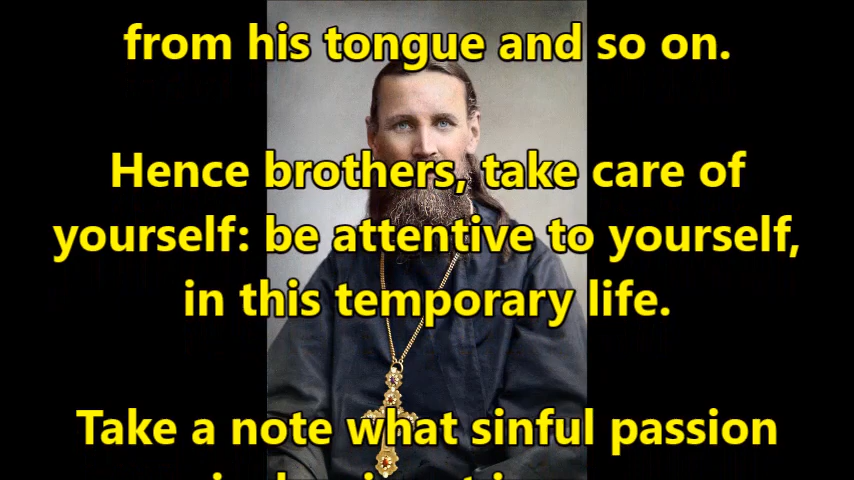 from his tongue and so on.
Hence brothers, take care of
yourself: be attentive to yourself,
in this temporary life.
Take a note what sinful passion